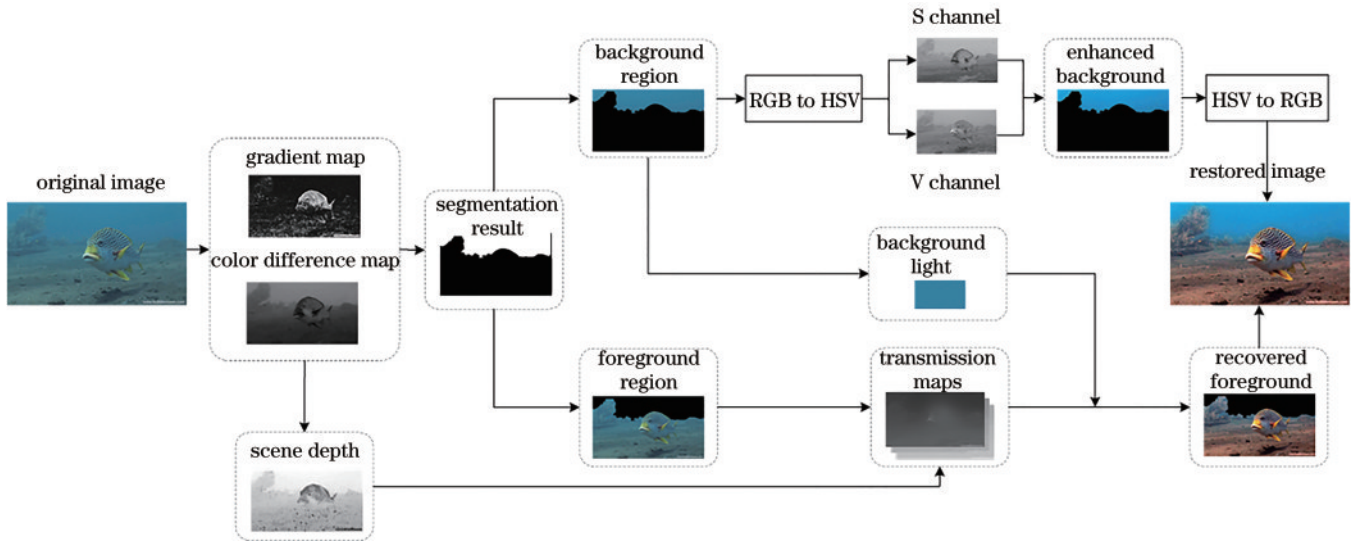 original image
gradient map
color difference map
scene depth
segmentation
result
background
region
foreground
region
RGB to HSV
S channel
V channel
background
light
transmission
maps
enhanced
background
HSV to RGB
restored image
recovered
foreground